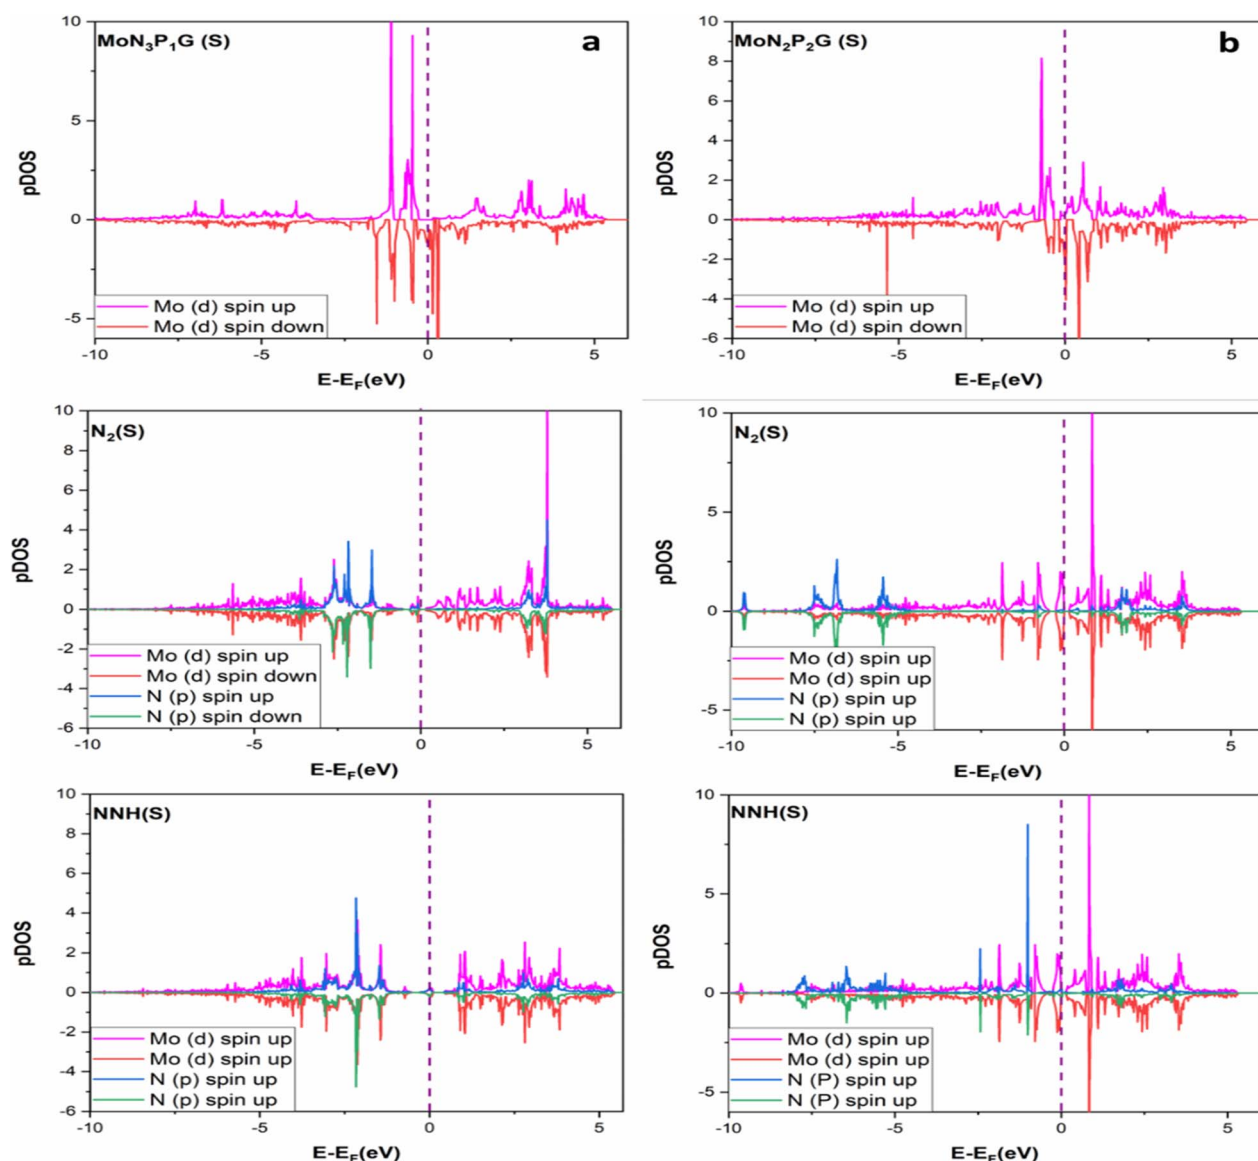 MoN₃P₁G (S)
a
10
5
0
-5
pDOS
Mo (d) spin up
Mo (d) spin down
-10
-5
0
5
E-E_F(eV)
MoN₂P₂G (S)
b
10
8
6
4
2
0
-2
-4
-6
pDOS
Mo (d) spin up
Mo (d) spin down
-10
-5
0
5
E-E_F(eV)
N₂(S)
10
8
6
4
2
0
-2
-4
-6
pDOS
Mo (d) spin up
Mo (d) spin down
N (p) spin up
N (p) spin down
-10
-5
0
5
E-E_F(eV)
N₂(S)
10
5
0
-5
pDOS
Mo (d) spin up
Mo (d) spin up
N (p) spin up
N (p) spin up
-10
-5
0
5
E-E_F(eV)
NNH(S)
10
8
6
4
2
0
-2
-4
-6
pDOS
Mo (d) spin up
Mo (d) spin up
N (p) spin up
N (p) spin up
-10
-5
0
5
E-E_F(eV)
NNH(S)
10
5
0
-5
pDOS
Mo (d) spin up
Mo (d) spin up
N (P) spin up
N (P) spin up
-10
-5
0
5
E-E_F(eV)